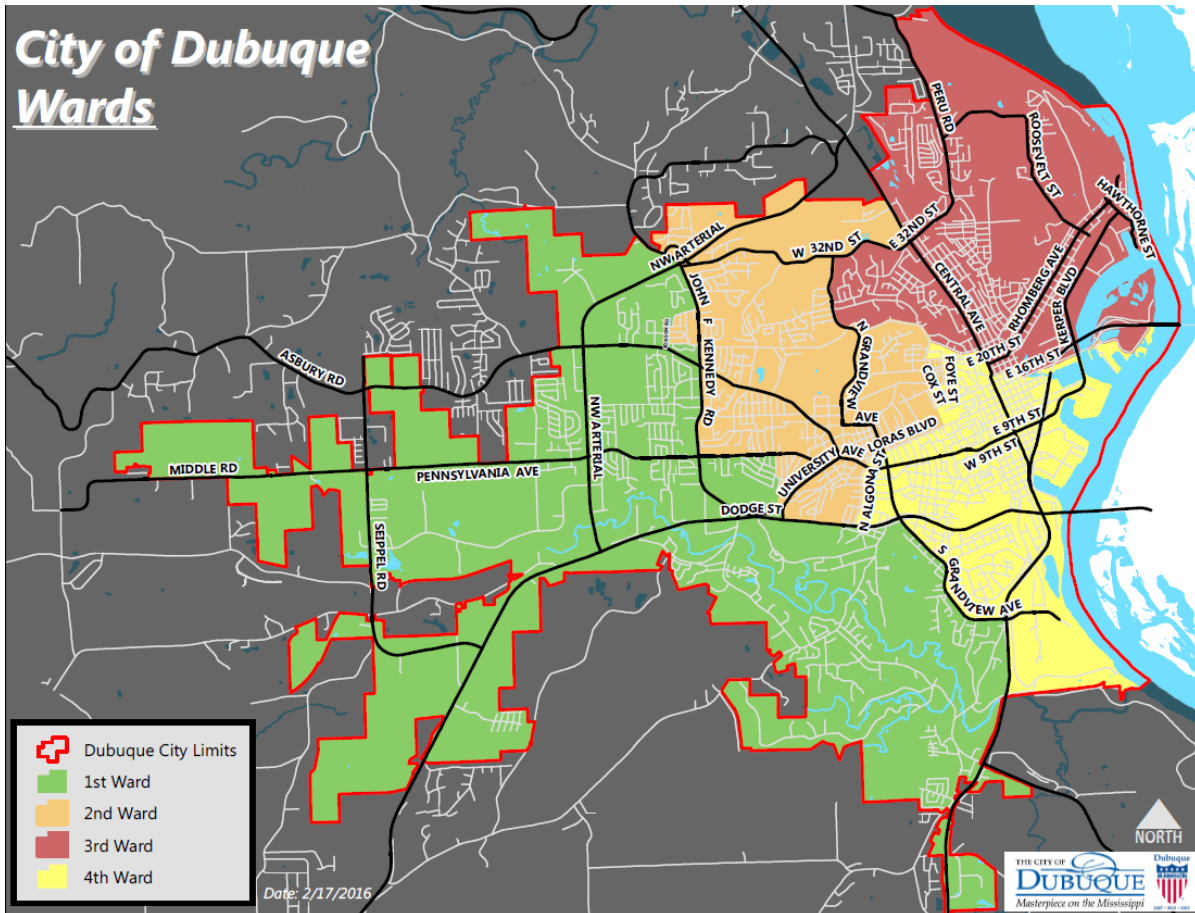 City of Dubuque
Wards
PERU RD
ROOSEVELT ST
HAWTHORNE ST
E 32ND ST
W 32ND ST
NW ARTERIAL
RHOMBERG AVE
KERBER BLVD
CENTRAL AVE
JOHN F KENNEDY RD
N GRANDVIEW AVE
E 20TH ST
E 16TH ST
ASBURY RD
FOYE ST
COX ST
NW ARTERIAL
LORAS BLVD
E 9TH ST
W 9TH ST
MIDDLE RD
PENNSYLVANIA AVE
UNIVERSITY AVE
N ALGONA ST
DODGE ST
SEIPPEL RD
S GRANDVIEW AVE
Dubuque City Limits
1st Ward
2nd Ward
3rd Ward
4th Ward
Date: 2/17/2016
NORTH
THE CITY OF
DUBUQUE
Masterpiece on the Mississippi
Dubuque